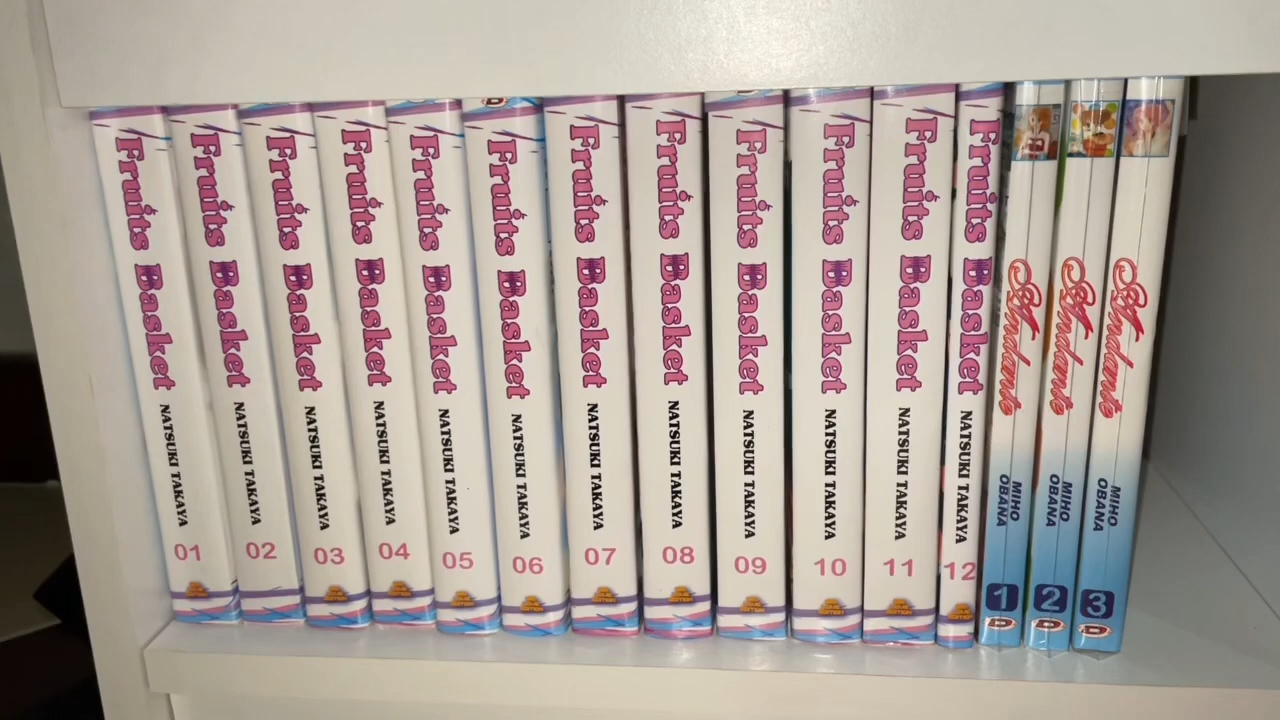 Fruits Basket NATSUKI TAKAYA 01
Fruits Basket NATSUKI TAKAYA 02
Fruits Basket NATSUKI TAKAYA 03
Fruits Basket NATSUKI TAKAYA 04
Fruits Basket NATSUKI TAKAYA 05
Fruits Basket NATSUKI TAKAYA 06
Fruits Basket NATSUKI TAKAYA 07
Fruits Basket NATSUKI TAKAYA 08
Fruits Basket NATSUKI TAKAYA 09
Fruits Basket NATSUKI TAKAYA 10
Fruits Basket NATSUKI TAKAYA 11
Fruits Basket NATSUKI TAKAYA 12
Andante MIHO OBANA 1
Andante MIHO OBANA 2
Andante MIHO OBANA 3